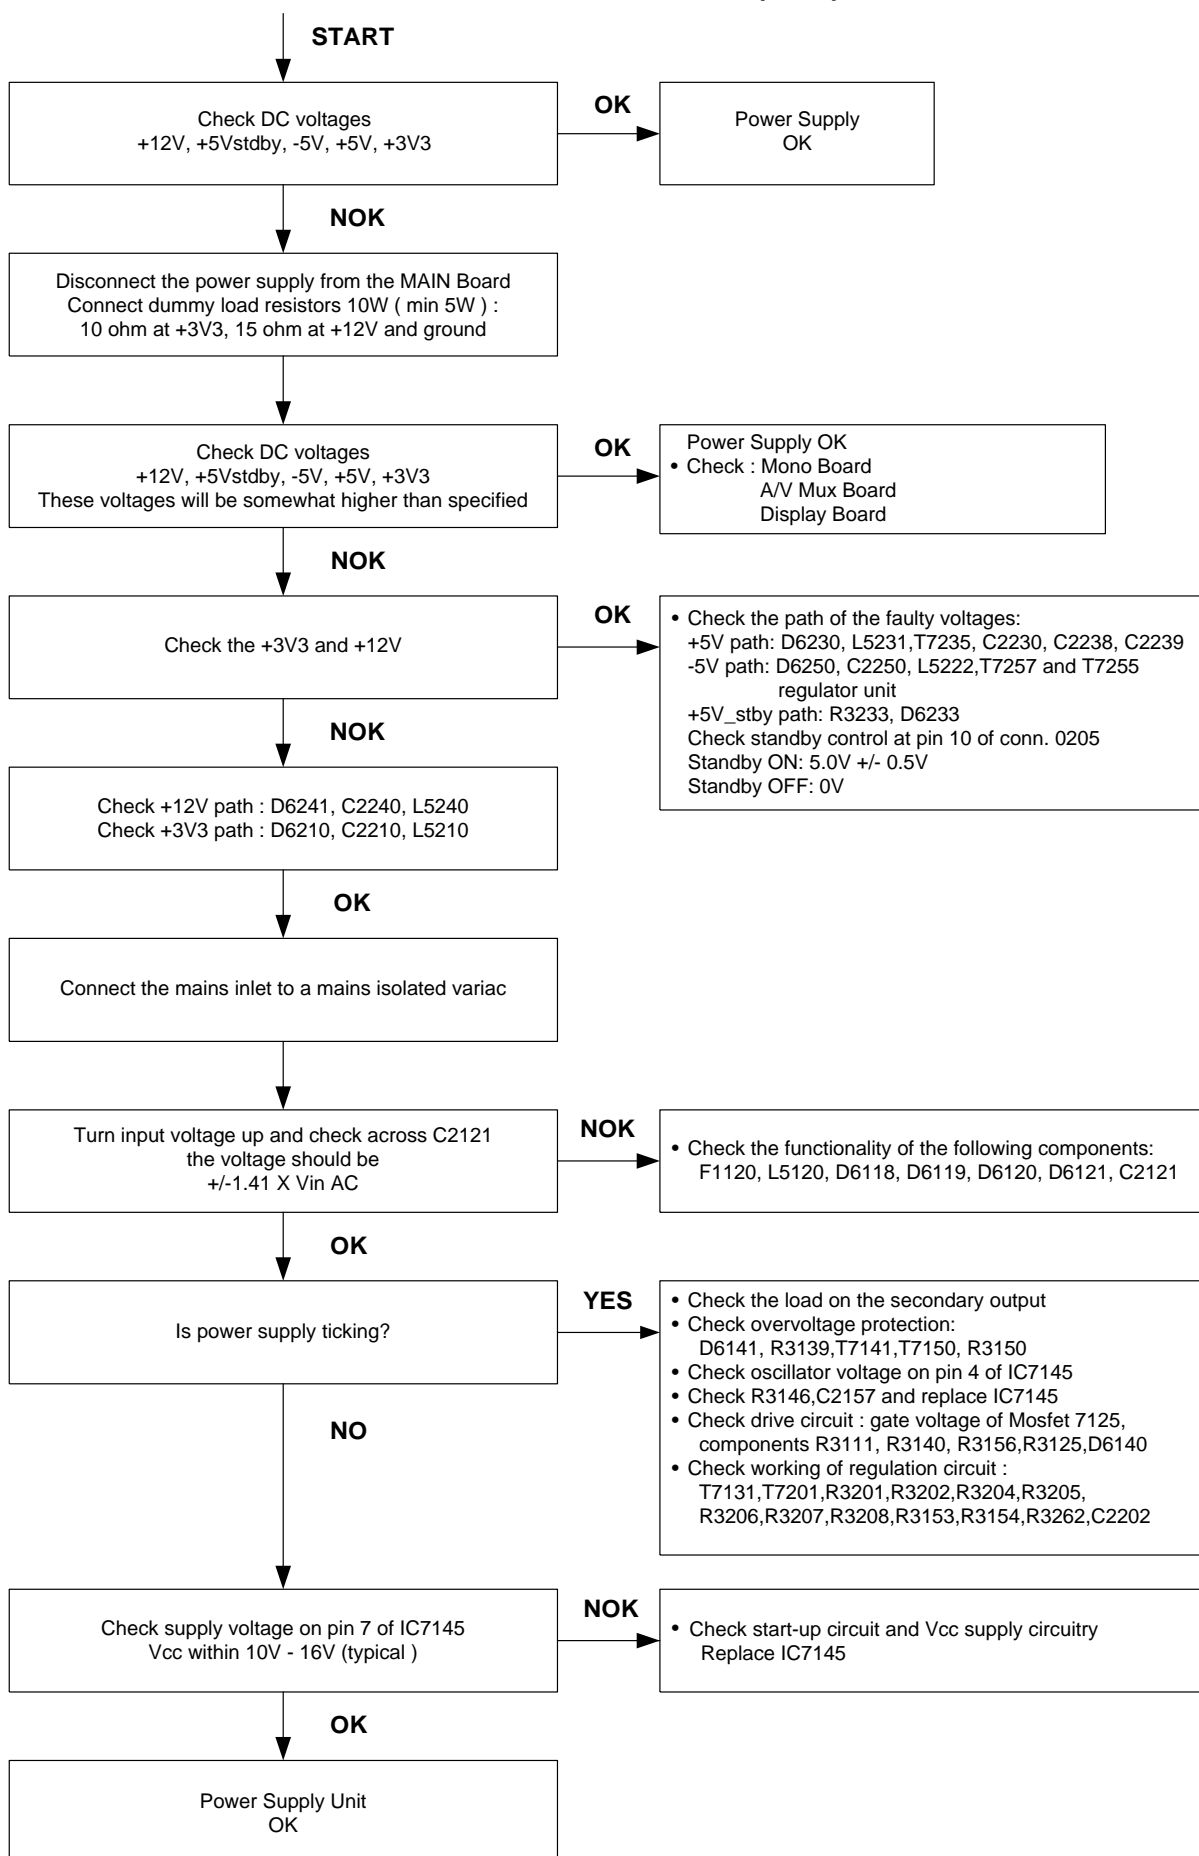 START
Check DC voltages
+12V, +5Vstdby, -5V, +5V, +3V3
OK
Power Supply
OK
NOK
Disconnect the power supply from the MAIN Board
Connect dummy load resistors 10W ( min 5W ) :
10 ohm at +3V3, 15 ohm at +12V and ground
Check DC voltages
+12V, +5Vstdby, -5V, +5V, +3V3
These voltages will be somewhat higher than specified
OK
Power Supply OK
• Check : Mono Board
A/V Mux Board
Display Board
NOK
Check the +3V3 and +12V
OK
• Check the path of the faulty voltages:
+5V path: D6230, L5231,T7235, C2230, C2238, C2239
-5V path: D6250, C2250, L5222,T7257 and T7255
regulator unit
+5V_stby path: R3233, D6233
Check standby control at pin 10 of conn. 0205
Standby ON: 5.0V +/- 0.5V
Standby OFF: 0V
NOK
Check +12V path : D6241, C2240, L5240
Check +3V3 path : D6210, C2210, L5210
OK
Connect the mains inlet to a mains isolated variac
Turn input voltage up and check across C2121
the voltage should be
+/-1.41 X Vin AC
NOK
• Check the functionality of the following components:
F1120, L5120, D6118, D6119, D6120, D6121, C2121
OK
Is power supply ticking?
YES
• Check the load on the secondary output
• Check overvoltage protection:
D6141, R3139,T7141,T7150, R3150
• Check oscillator voltage on pin 4 of IC7145
• Check R3146,C2157 and replace IC7145
• Check drive circuit : gate voltage of Mosfet 7125,
components R3111, R3140, R3156,R3125,D6140
• Check working of regulation circuit :
T7131,T7201,R3201,R3202,R3204,R3205,
R3206,R3207,R3208,R3153,R3154,R3262,C2202
NO
Check supply voltage on pin 7 of IC7145
Vcc within 10V - 16V (typical )
NOK
• Check start-up circuit and Vcc supply circuitry
Replace IC7145
OK
Power Supply Unit
OK